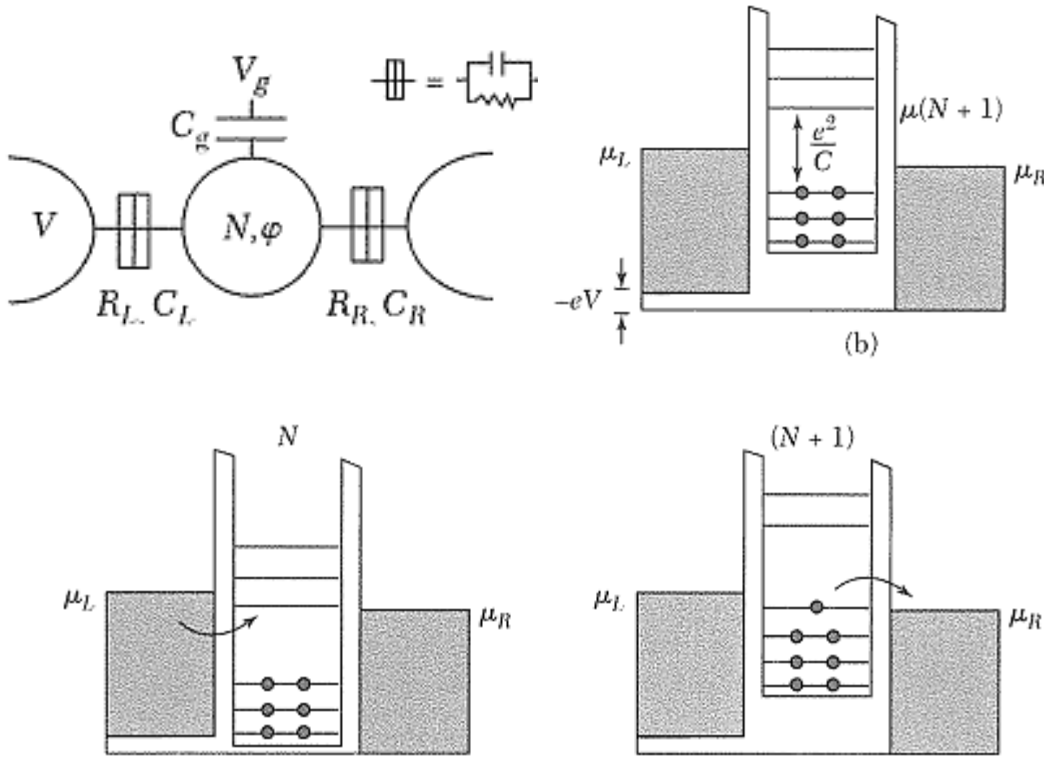 V_g
C_g
=
V
N, φ
R_L, C_L
R_R, C_R
μ(N + 1)
e²/C
μ_L
μ_R
–eV
(b)
N
(N + 1)
μ_L
μ_R
μ_L
μ_R